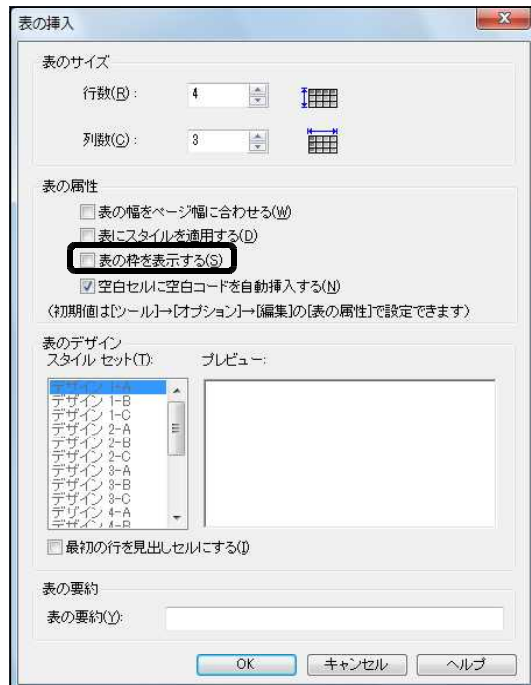 表の挿入
表のサイズ
行数(R): 4
列数(C): 3
表の属性
表の幅をページ幅に合わせる(W)
表にスタイルを適用する(D)
表の枠を表示する(S)
空白セルに空白コードを自動挿入する(N)
(初期値は[ツール]→[オプション]→[編集]の[表の属性]で設定できます)
表のデザイン
スタイル セット(T): プレビュー:
デザイン 1-A
デザイン 1-B
デザイン 1-C
デザイン 2-A
デザイン 2-B
デザイン 2-C
デザイン 3-A
デザイン 3-B
デザイン 3-C
デザイン 4-A
デザイン 4-B
最初の行を見出しセルにする(I)
表の要約
表の要約(Y):
OK キャンセル ヘルプ